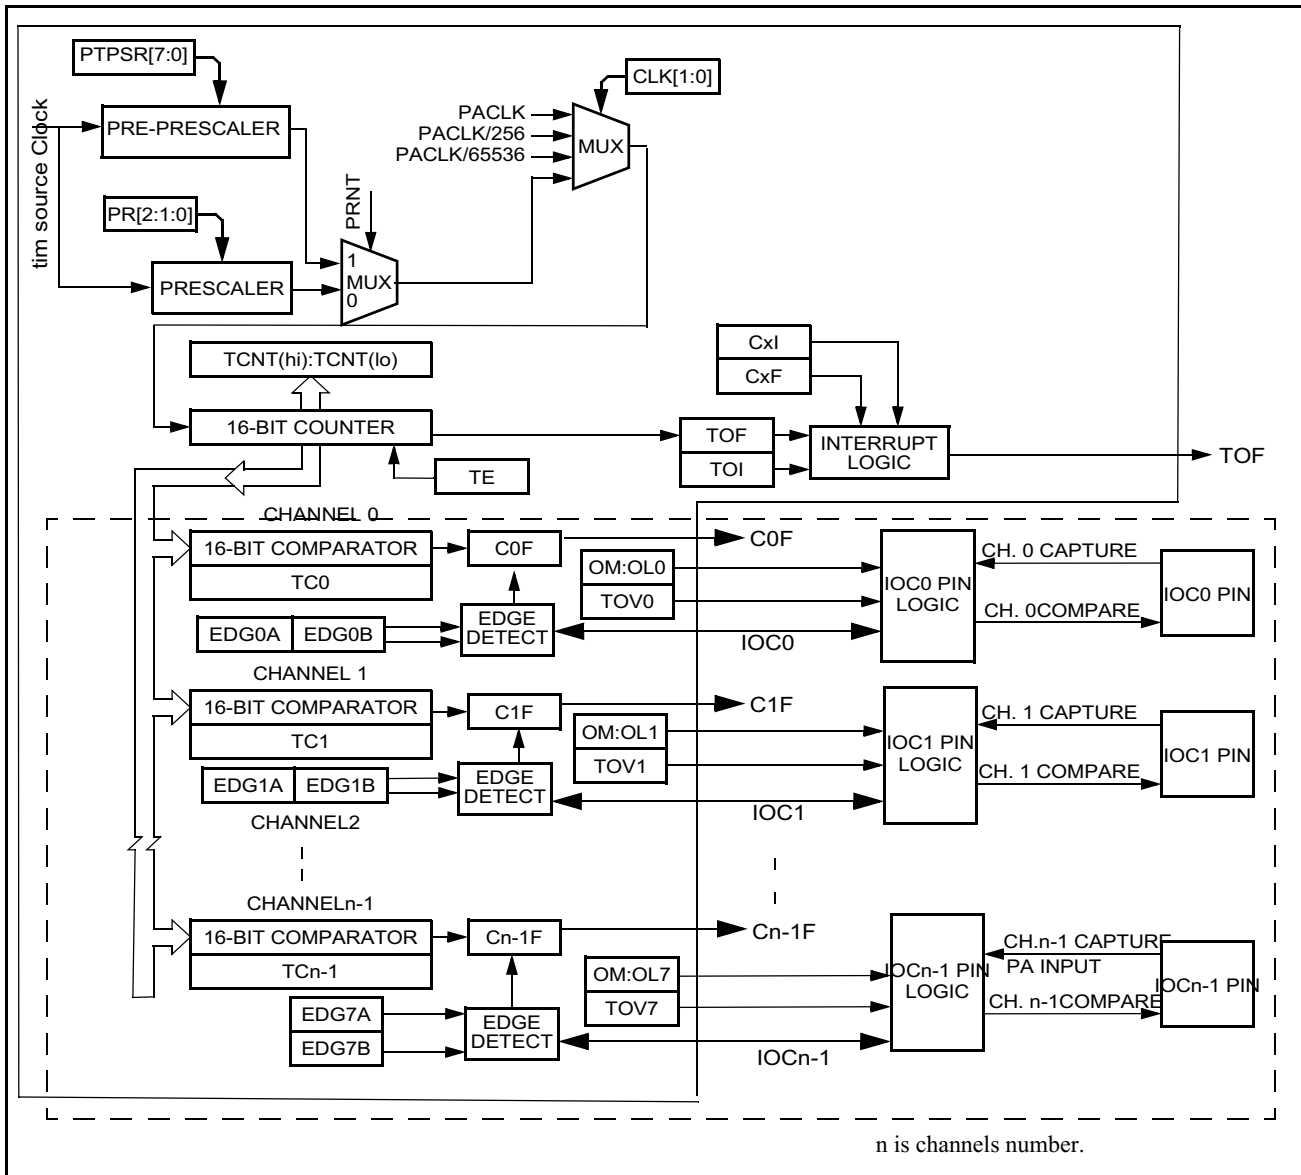 PTPSR[7:0]
CLK[1:0]
tim source Clock
PRE-PRESCALER
PACLK
PACLK/256
PACLK/65536
MUX
PR[2:1:0]
PRNT
PRESCALER
1
MUX
0
TCNT(hi):TCNT(lo)
CxI
CxF
16-BIT COUNTER
TOF
TOI
INTERRUPT
LOGIC
TOF
TE
CHANNEL 0
16-BIT COMPARATOR
TC0
C0F
C0F
OM:OL0
TOV0
IOC0 PIN
LOGIC
CH. 0 CAPTURE
CH. 0COMPARE
IOC0 PIN
EDG0A
EDG0B
EDGE
DETECT
IOC0
CHANNEL 1
16-BIT COMPARATOR
TC1
C1F
C1F
OM:OL1
TOV1
IOC1 PIN
LOGIC
CH. 1 CAPTURE
CH. 1 COMPARE
IOC1 PIN
EDG1A
EDG1B
EDGE
DETECT
IOC1
CHANNEL2
CHANNELn-1
16-BIT COMPARATOR
TCn-1
Cn-1F
Cn-1F
OM:OL7
TOV7
IOCn-1 PIN
LOGIC
CH.n-1 CAPTURE
PA INPUT
CH. n-1COMPARE
IOCn-1 PIN
EDG7A
EDG7B
EDGE
DETECT
IOCn-1
n is channels number.